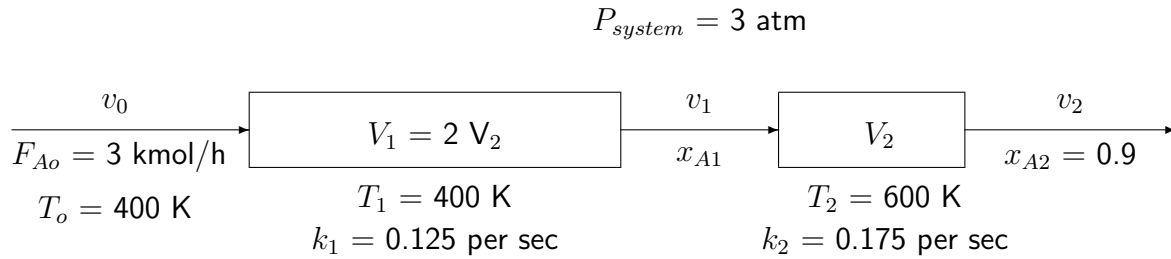 P_system = 3 atm
v_0
v_1
v_2
V_1 = 2 V_2
V_2
F_Ao = 3 kmol/h
x_A1
x_A2 = 0.9
T_o = 400 K
T_1 = 400 K
T_2 = 600 K
k_1 = 0.125 per sec
k_2 = 0.175 per sec